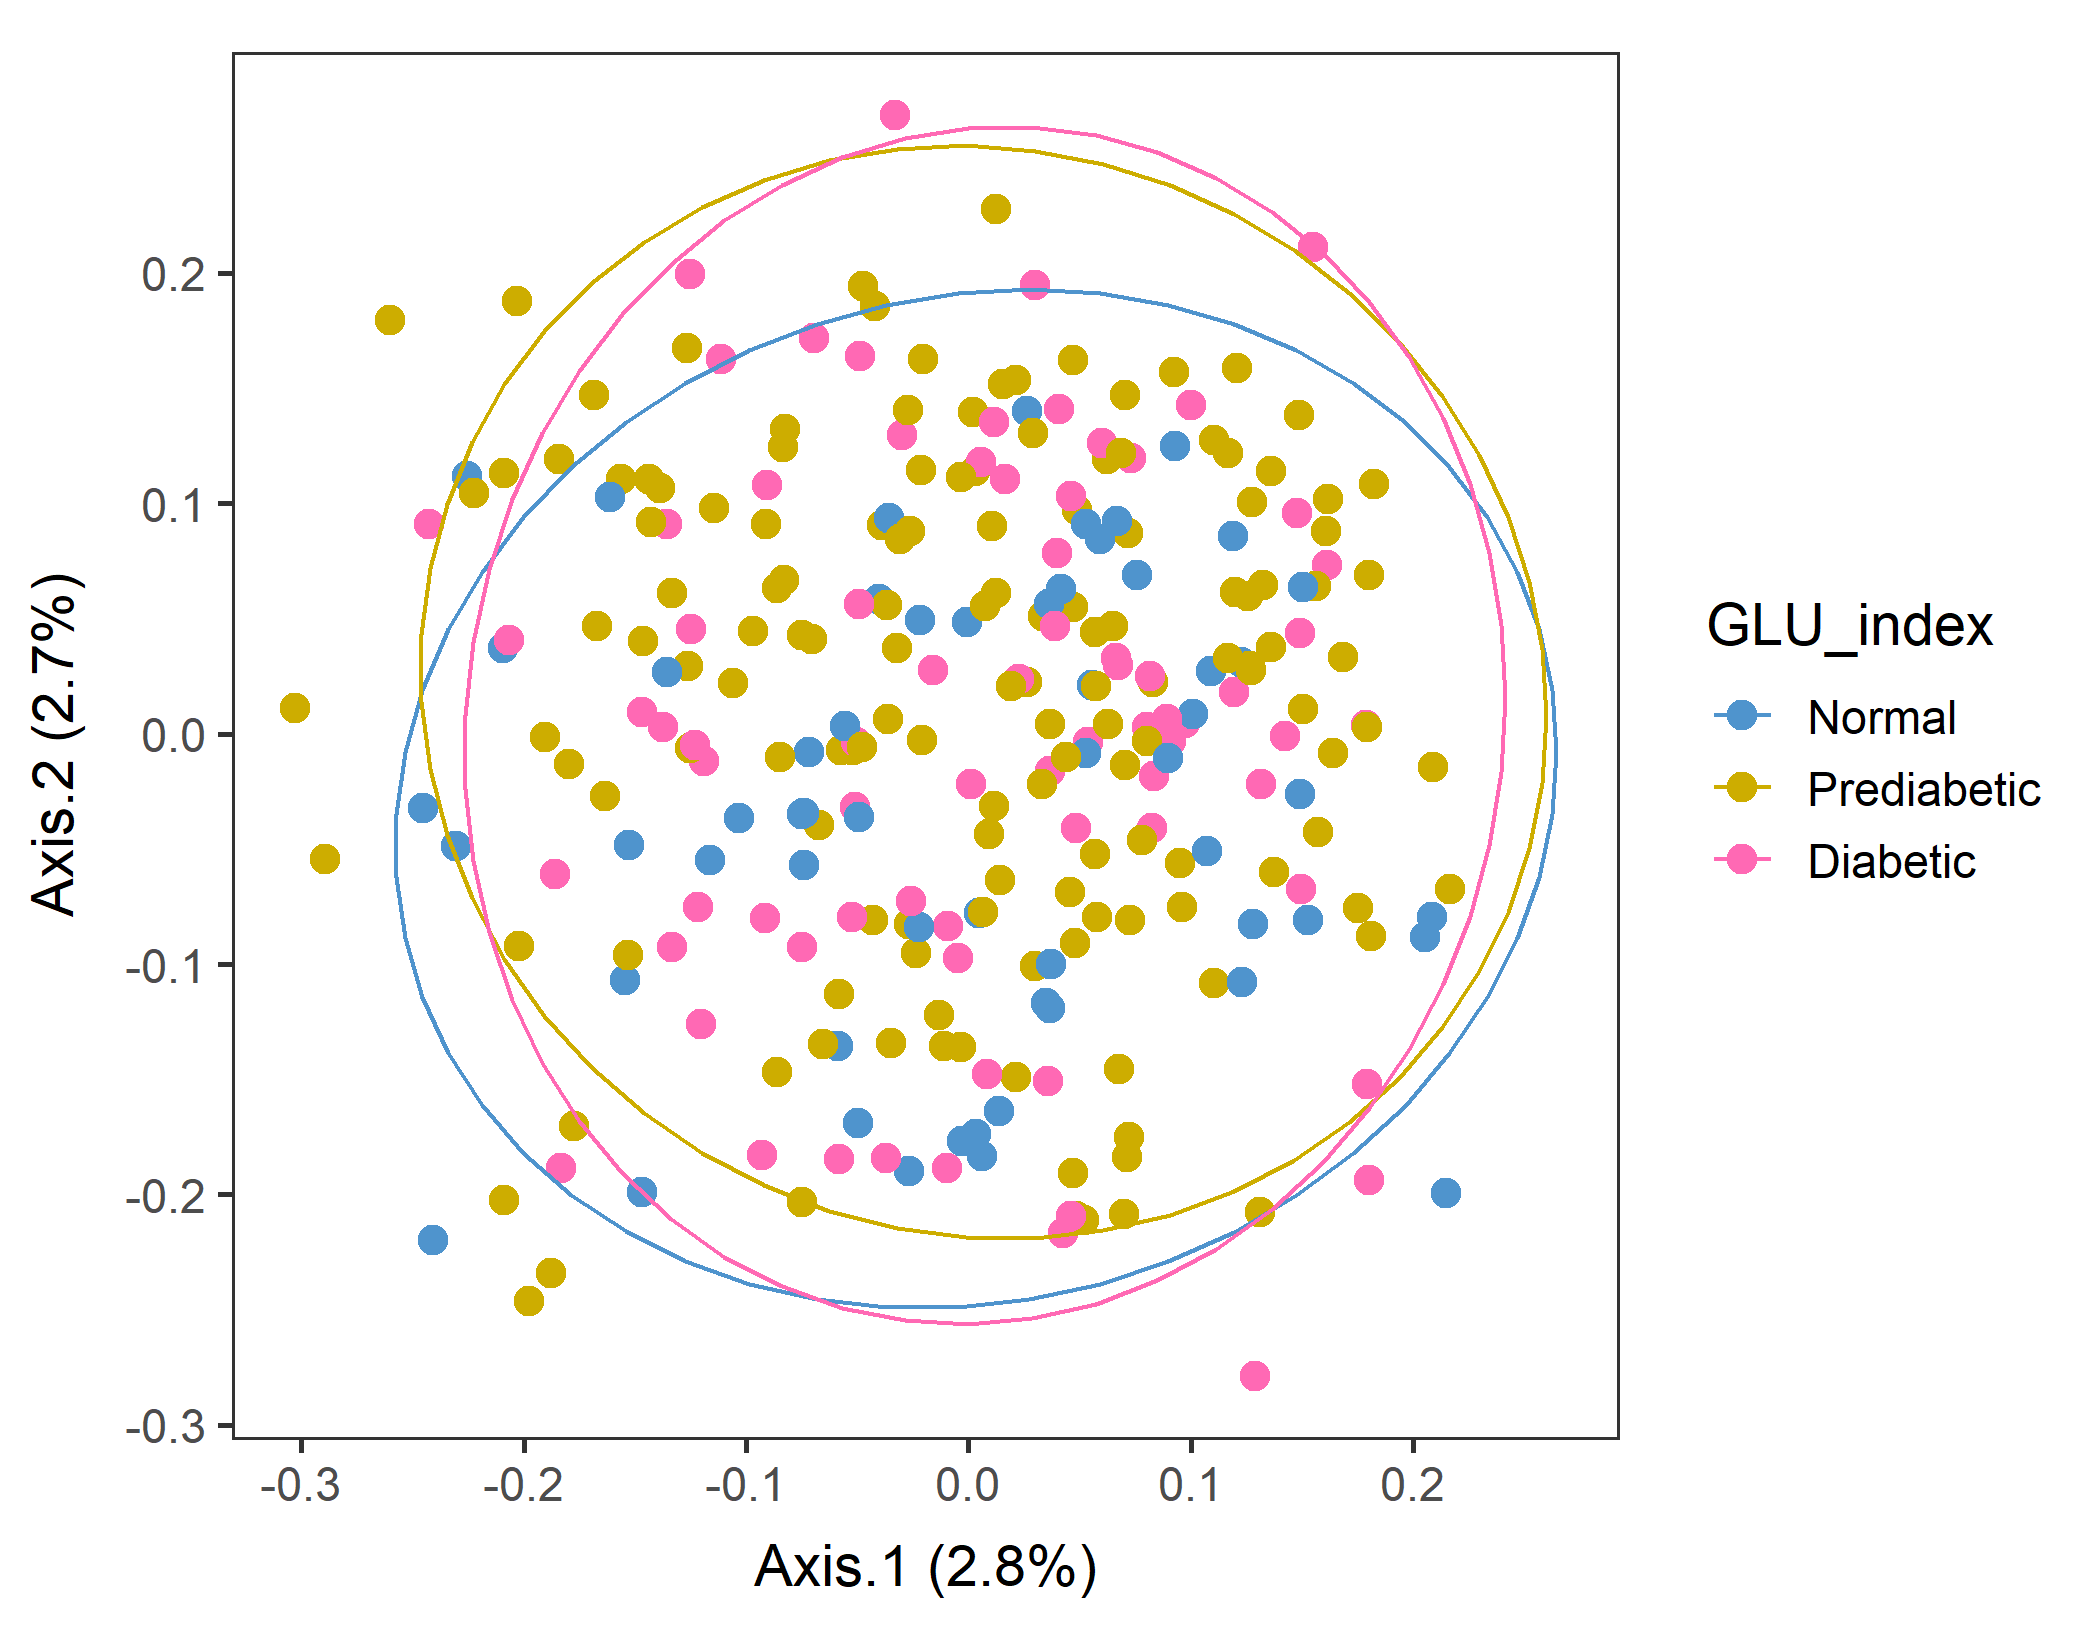 0.2
0.1
0.0
-0.1
-0.2
-0.3
Axis.2 (2.7%)
-0.3 -0.2 -0.1 0.0 0.1 0.2
Axis.1 (2.8%)
GLU_index
Normal
Prediabetic
Diabetic